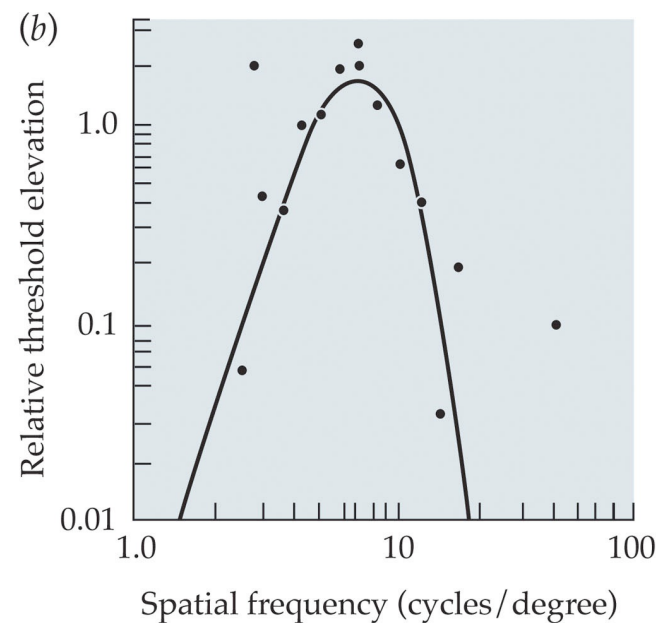 (b)
Relative threshold elevation
1.0
0.1
0.01
1.0 10 100
Spatial frequency (cycles/degree)